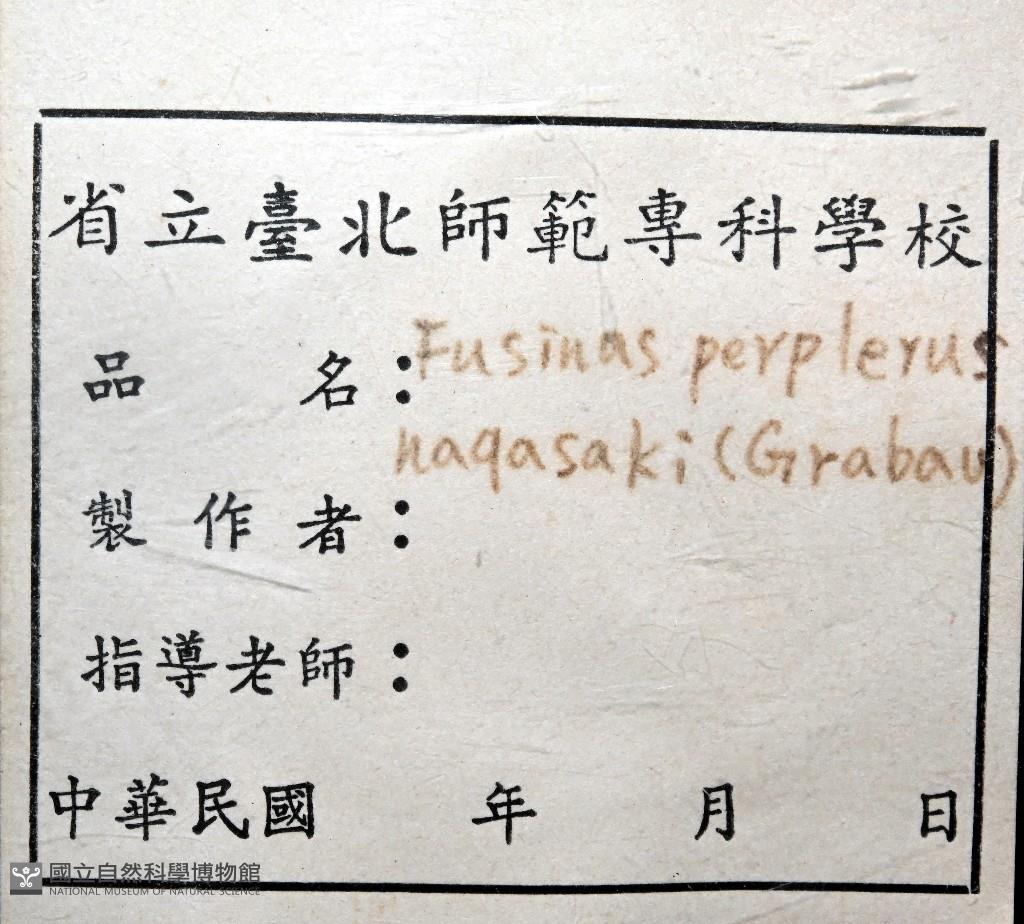 省立臺北師範專科學校
品名：Fusinas perplerus
nagasaki (Grabau)
製作者：
指導老師：
中華民國 年 月 日
國立自然科學博物館
NATIONAL MUSEUM OF NATURAL SCIENCE